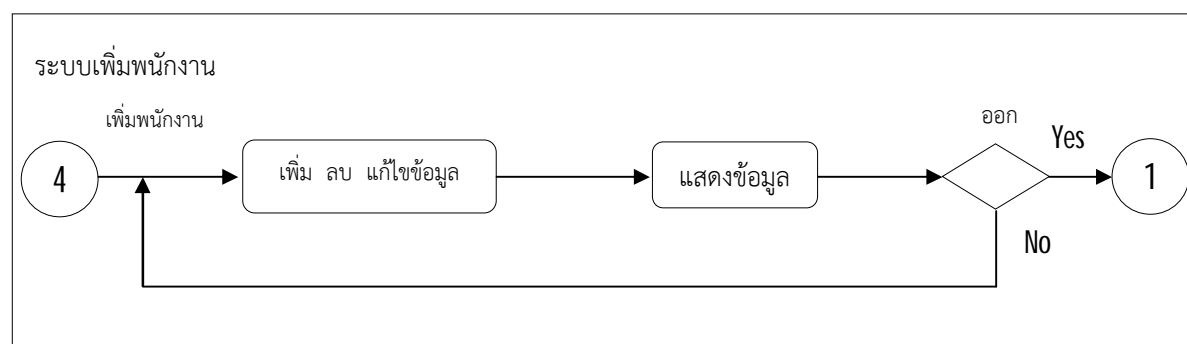 ระบบเพิ่มพนักงาน
เพิ่มพนักงาน
4
เพิ่ม ลบ แก้ไขข้อมูล
แสดงข้อมูล
ออก
Yes
1
No